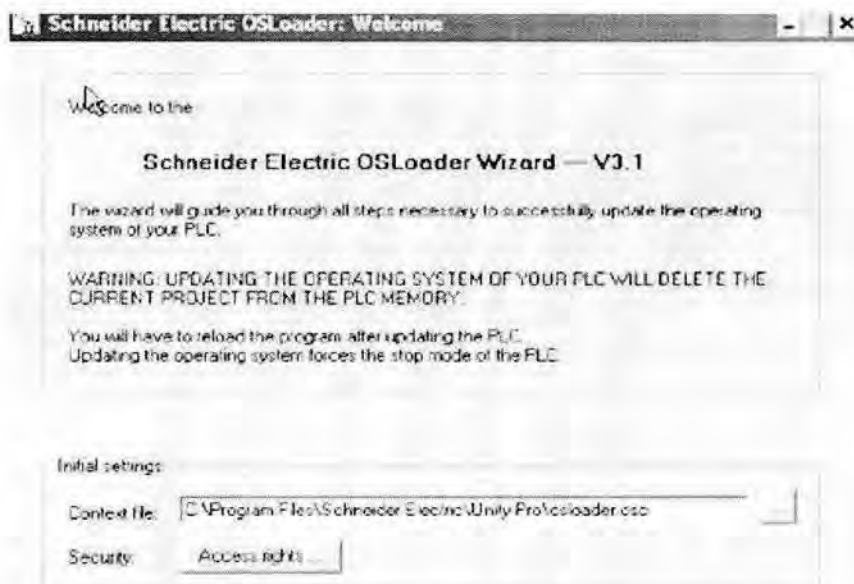 Schneider Electric OSLoader: Welcome
Welcome to the
Schneider Electric OSLoader Wizard — V3.1
The wizard will guide you through all steps necessary to successfully update the operating
system of your PLC.
WARNING: UPDATING THE OPERATING SYSTEM OF YOUR PLC WILL DELETE THE
CURRENT PROJECT FROM THE PLC MEMORY.
You will have to reload the program after updating the PLC.
Updating the operating system forces the stop mode of the PLC.
Initial settings
Context file: C:\Program Files\Schneider Electric\Unity Pro\osloader.osc
Security: Access rights ...